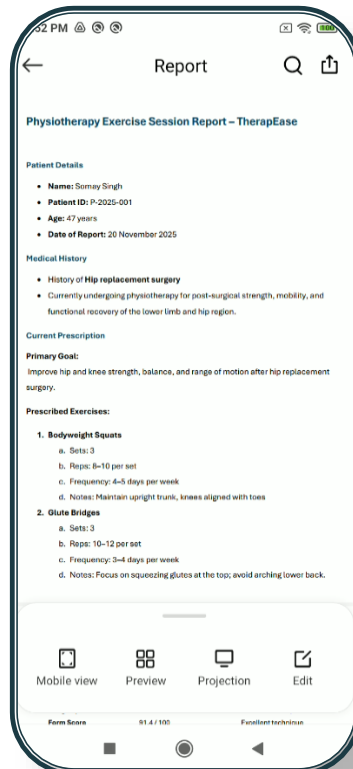 52 PM
100
Report
Physiotherapy Exercise Session Report – TherapEase
Patient Details
• Name: Somay Singh
• Patient ID: P-2025-001
• Age: 47 years
• Date of Report: 20 November 2025
Medical History
• History of Hip replacement surgery
• Currently undergoing physiotherapy for post-surgical strength, mobility, and
functional recovery of the lower limb and hip region.
Current Prescription
Primary Goal:
Improve hip and knee strength, balance, and range of motion after hip replacement
surgery.
Prescribed Exercises:
1. Bodyweight Squats
a. Sets: 3
b. Reps: 8–10 per set
c. Frequency: 4–5 days per week
d. Notes: Maintain upright trunk, knees aligned with toes
2. Glute Bridges
a. Sets: 3
b. Reps: 10–12 per set
c. Frequency: 3–4 days per week
d. Notes: Focus on squeezing glutes at the top; avoid arching lower back.
Mobile view Preview Projection Edit
Form Score 91.4 / 100 Excellent technique